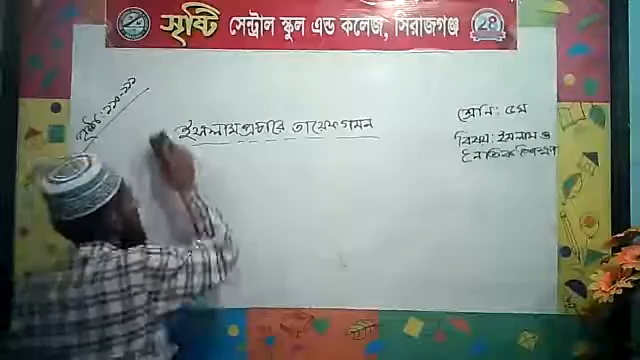 সৃষ্টি সেন্ট্রাল স্কুল এন্ড কলেজ, সিরাজগঞ্জ
28
পৃষ্ঠা:
ইসলাম প্রচারে তায়েফ গমন
শ্রেনি: ৫ম
বিষয়: ইসলাম ও
নৈতিক শিক্ষা